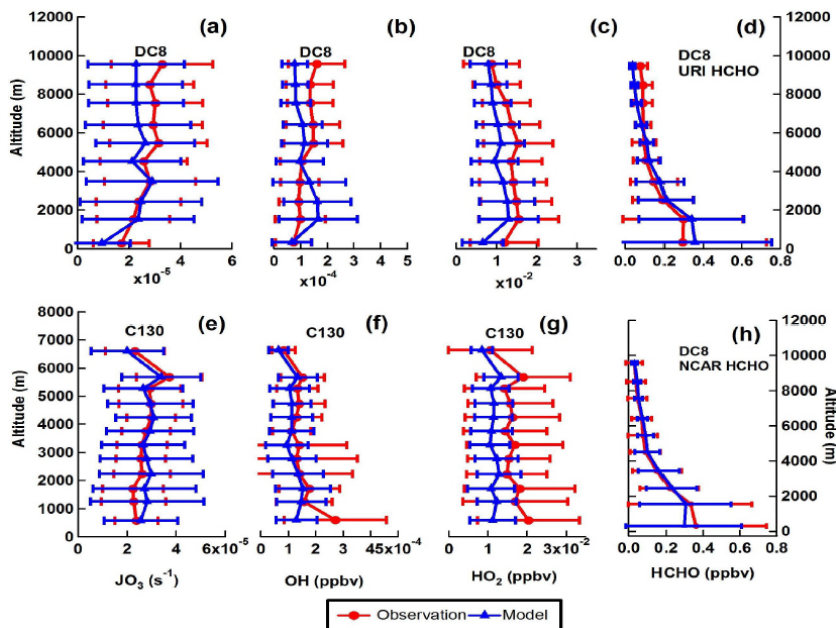 (a)
(b)
(c)
(d)
DC8
DC8
DC8
DC8
URI HCHO
12000
10000
8000
6000
4000
2000
0
Altitude (m)
12000
10000
8000
6000
4000
2000
0
0 2 4 6
x10-5
0 1 2 3 4 5
x10-4
0 1 2 3
x10-2
0.0 0.2 0.4 0.6 0.8
(e)
(f)
(g)
(h)
C130
C130
C130
DC8
NCAR HCHO
8000
7000
6000
5000
4000
3000
2000
1000
0
Altitude (m)
12000
10000
8000
6000
4000
2000
0
Altitude (m)
0 2 4 6x10-5
0 1 2 3 45x10-4
0 1 2 3x10-2
0.0 0.2 0.4 0.6 0.8
JO3 (s-1)
OH (ppbv)
HO2 (ppbv)
HCHO (ppbv)
Observation Model